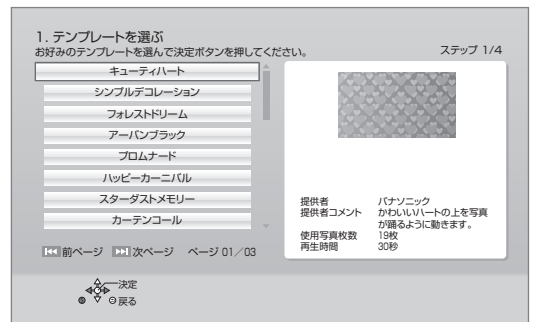 1. テンプレートを選ぶ
お好みのテンプレートを選んで決定ボタンを押してください。
ステップ 1/4
キューティハート
シンプルデコレーション
フォレストドリーム
アーバンブラック
プロムナード
ハッピーカーニバル
スターダストメモリー
カーテンコール
前ページ 次ページ ページ 01/03
提供者 パナソニック
提供者コメント かわいいハートの上を写真
が踊るように動きます。
使用写真枚数 19枚
再生時間 30秒
決定
戻る